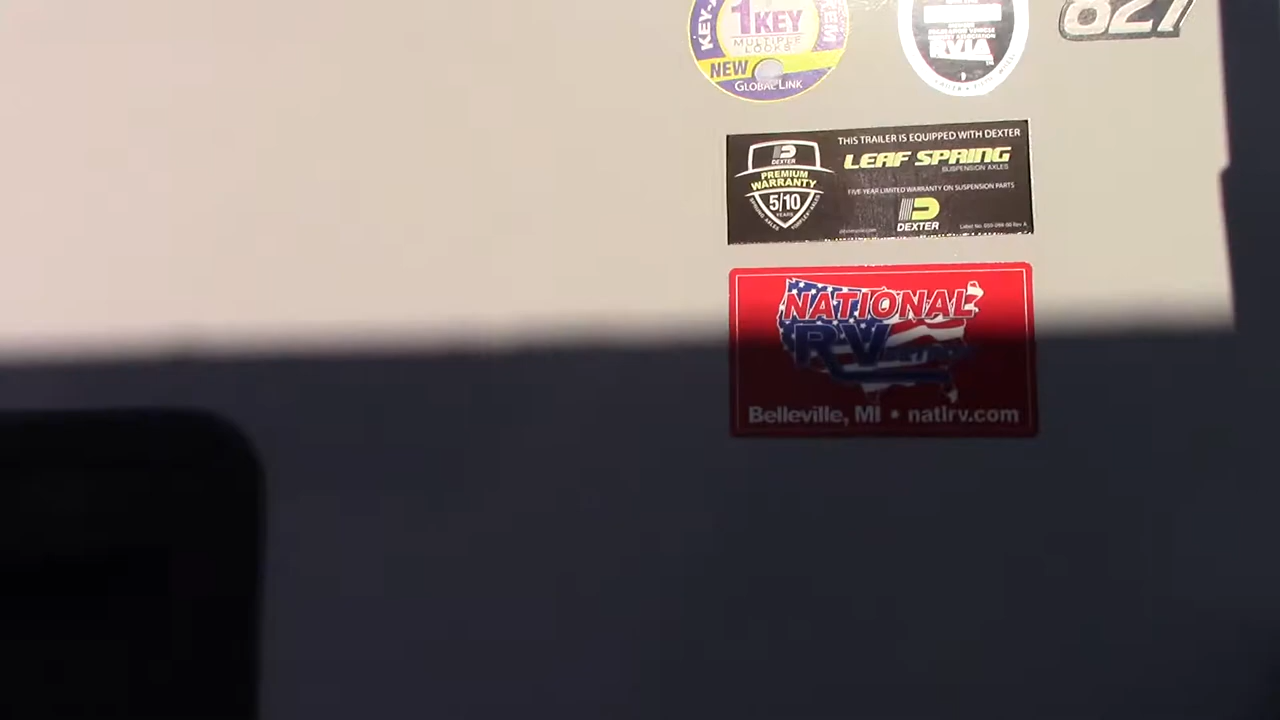 KEY-A
TEM
1KEY
MULTIPLE
LOCKS
NEW
GLOBAL LINK
RVIA
827
DEXTER
PREMIUM
WARRANTY
5/10
YEARS
THIS TRAILER IS EQUIPPED WITH DEXTER
LEAF SPRING
SUSPENSION AXLES
FIVE YEAR LIMITED WARRANTY ON SUSPENSION PARTS
DEXTER
NATIONAL
RV
Belleville, MI • natlrv.com